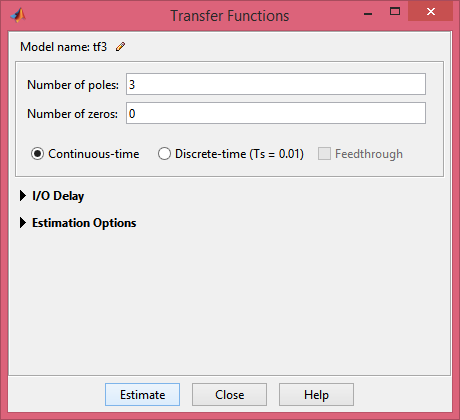 Transfer Functions
Model name: tf3
Number of poles: 3
Number of zeros: 0
Continuous-time Discrete-time (Ts = 0.01) Feedthrough
I/O Delay
Estimation Options
Estimate Close Help